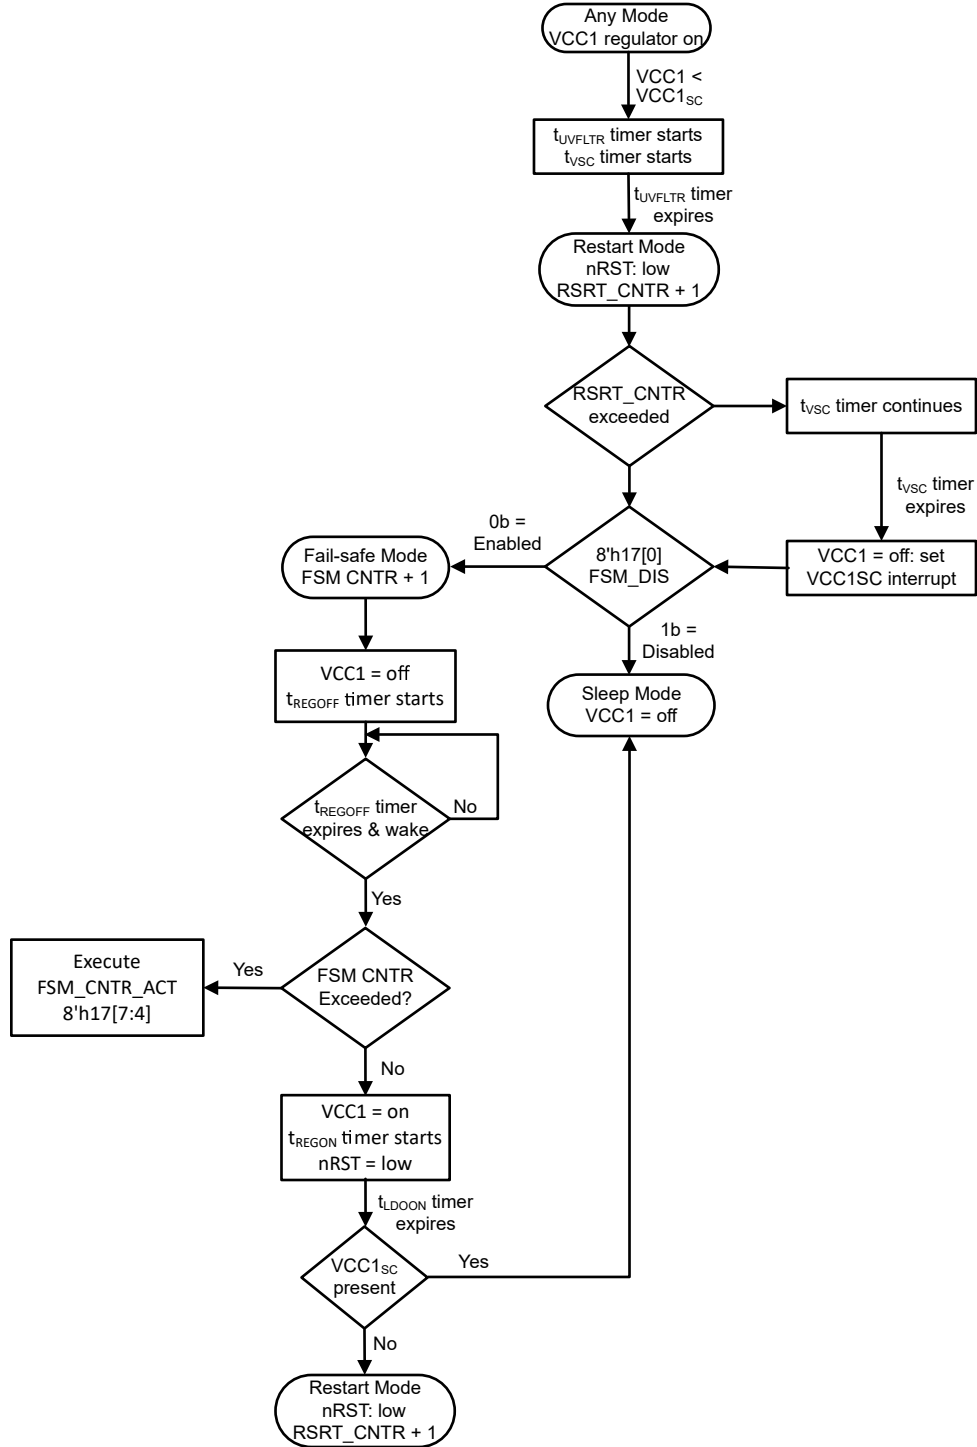 Any Mode
VCC1 regulator on
VCC1 <
VCC1SC
tUVFLTR timer starts
tVSC timer starts
tUVFLTR timer
expires
Restart Mode
nRST: low
RSRT_CNTR + 1
RSRT_CNTR
exceeded
tVSC timer continues
tVSC timer
expires
VCC1 = off: set
VCC1SC interrupt
8'h17[0]
FSM_DIS
0b =
Enabled
1b =
Disabled
Sleep Mode
VCC1 = off
Fail-safe Mode
FSM CNTR + 1
VCC1 = off
tREGOFF timer starts
tREGOFF timer
expires & wake
No
Yes
FSM CNTR
Exceeded?
Yes
Execute
FSM_CNTR_ACT
8'h17[7:4]
No
VCC1 = on
tREGON timer starts
nRST = low
tLDOON timer
expires
VCC1SC
present
Yes
No
Restart Mode
nRST: low
RSRT_CNTR + 1